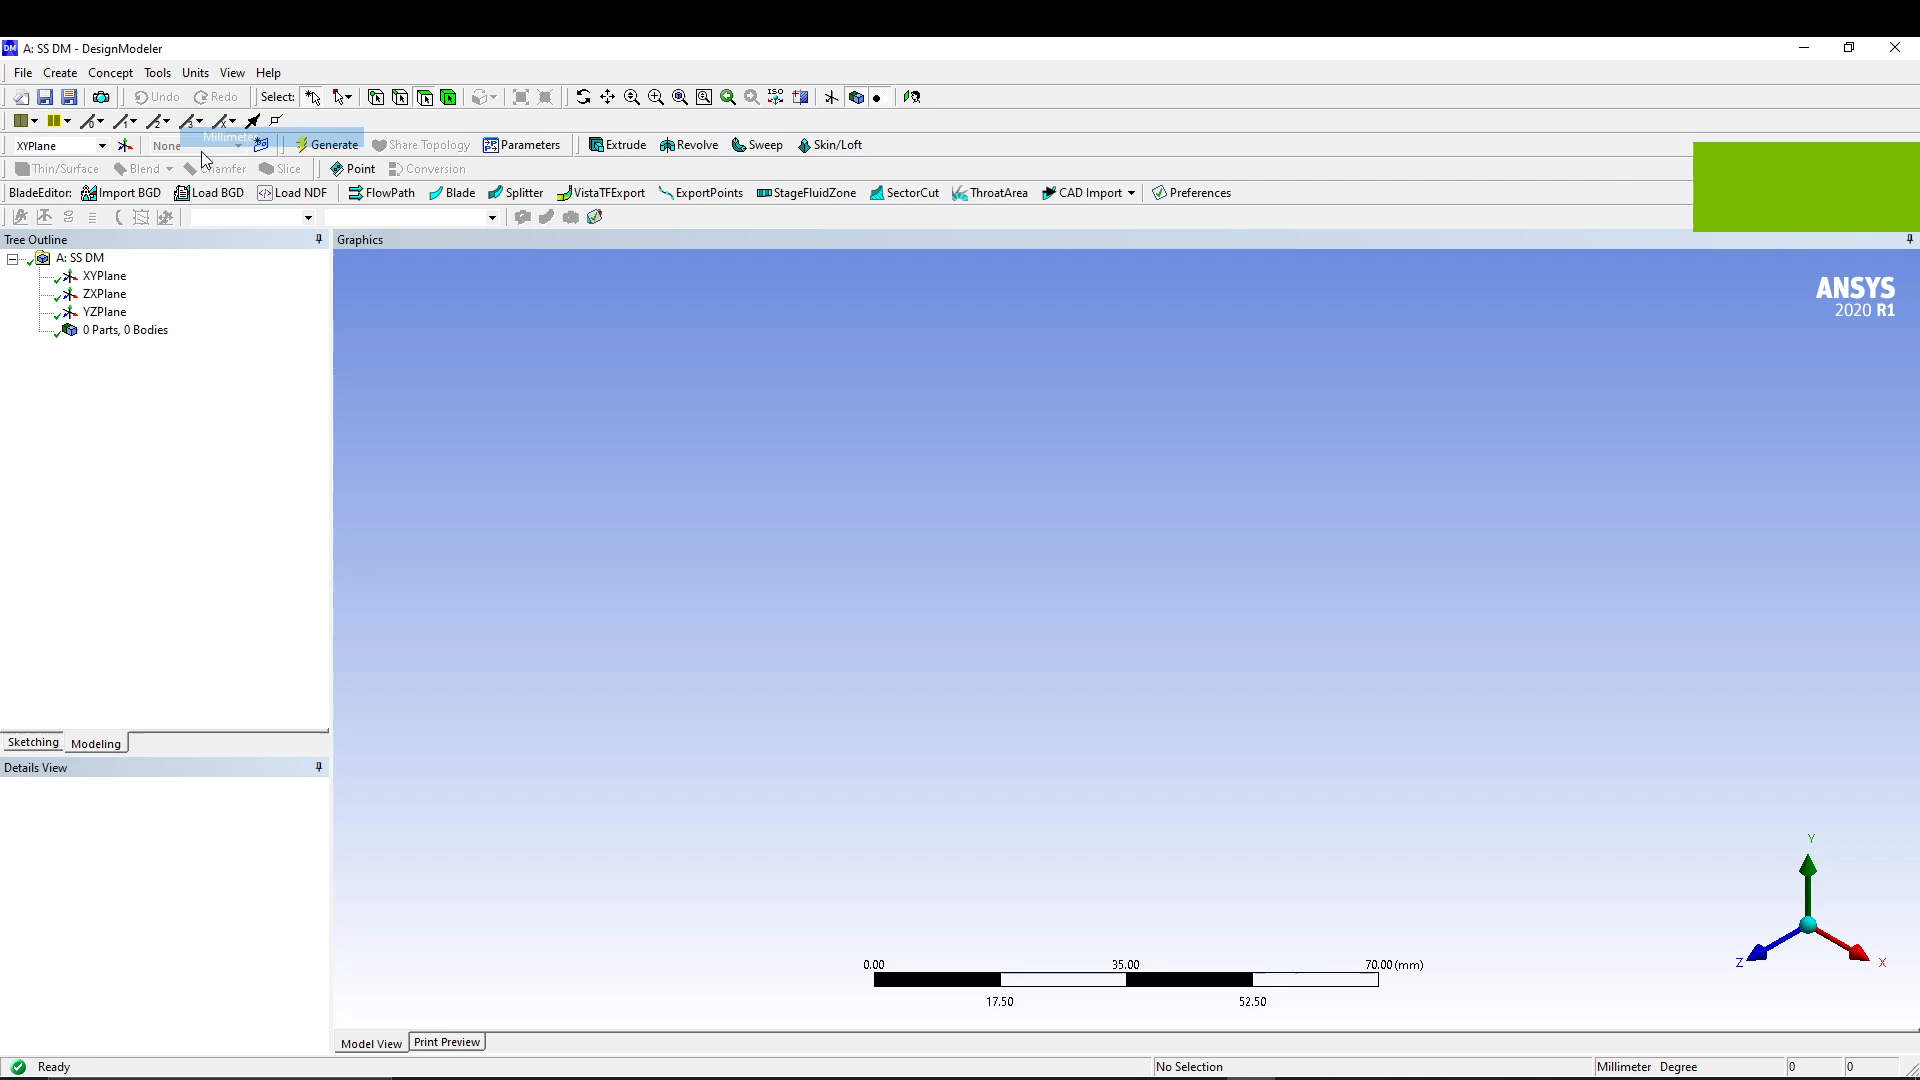 A: SS DM - DesignModeler
File Create Concept Tools Units View Help
Undo Redo Select: ISO
XYPlane None Millimeter Generate Share Topology Parameters Extrude Revolve Sweep Skin/Loft
Thin/Surface Blend Chamfer Slice Point Conversion
BladeEditor: Import BGD Load BGD Load NDF FlowPath Blade Splitter VistaTFExport ExportPoints StageFluidZone SectorCut ThroatArea CAD Import Preferences
Tree Outline
Graphics
A: SS DM
XYPlane
ZXPlane
YZPlane
0 Parts, 0 Bodies
ANSYS
2020 R1
Sketching Modeling
Details View
Y
Z
X
0.00 35.00 70.00 (mm)
17.50 52.50
Model View Print Preview
Ready No Selection Millimeter Degree 0 0